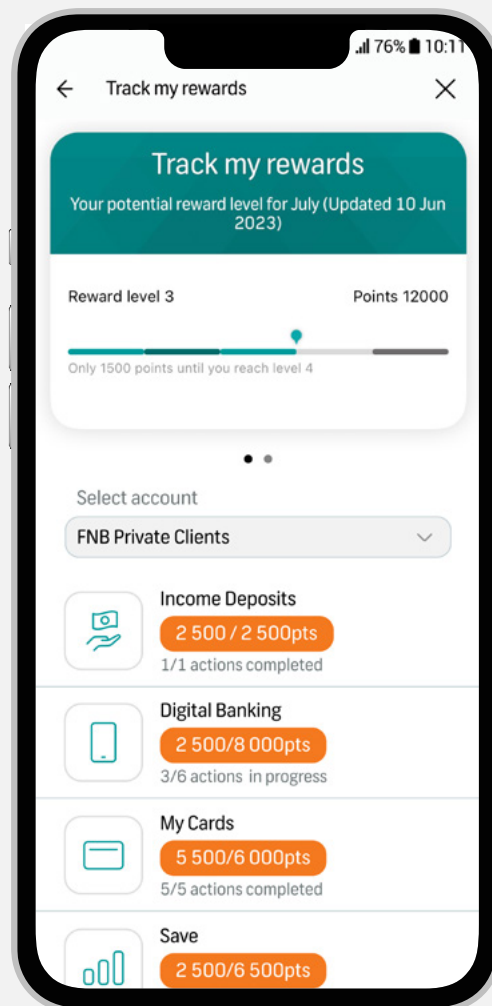 76% 10:11
Track my rewards
Track my rewards
Your potential reward level for July (Updated 10 Jun
2023)
Reward level 3 Points 12000
Only 1500 points until you reach level 4
Select account
FNB Private Clients
Income Deposits
2 500 / 2 500pts
1/1 actions completed
Digital Banking
2 500/8 000pts
3/6 actions in progress
My Cards
5 500/6 000pts
5/5 actions completed
Save
2 500/6 500pts